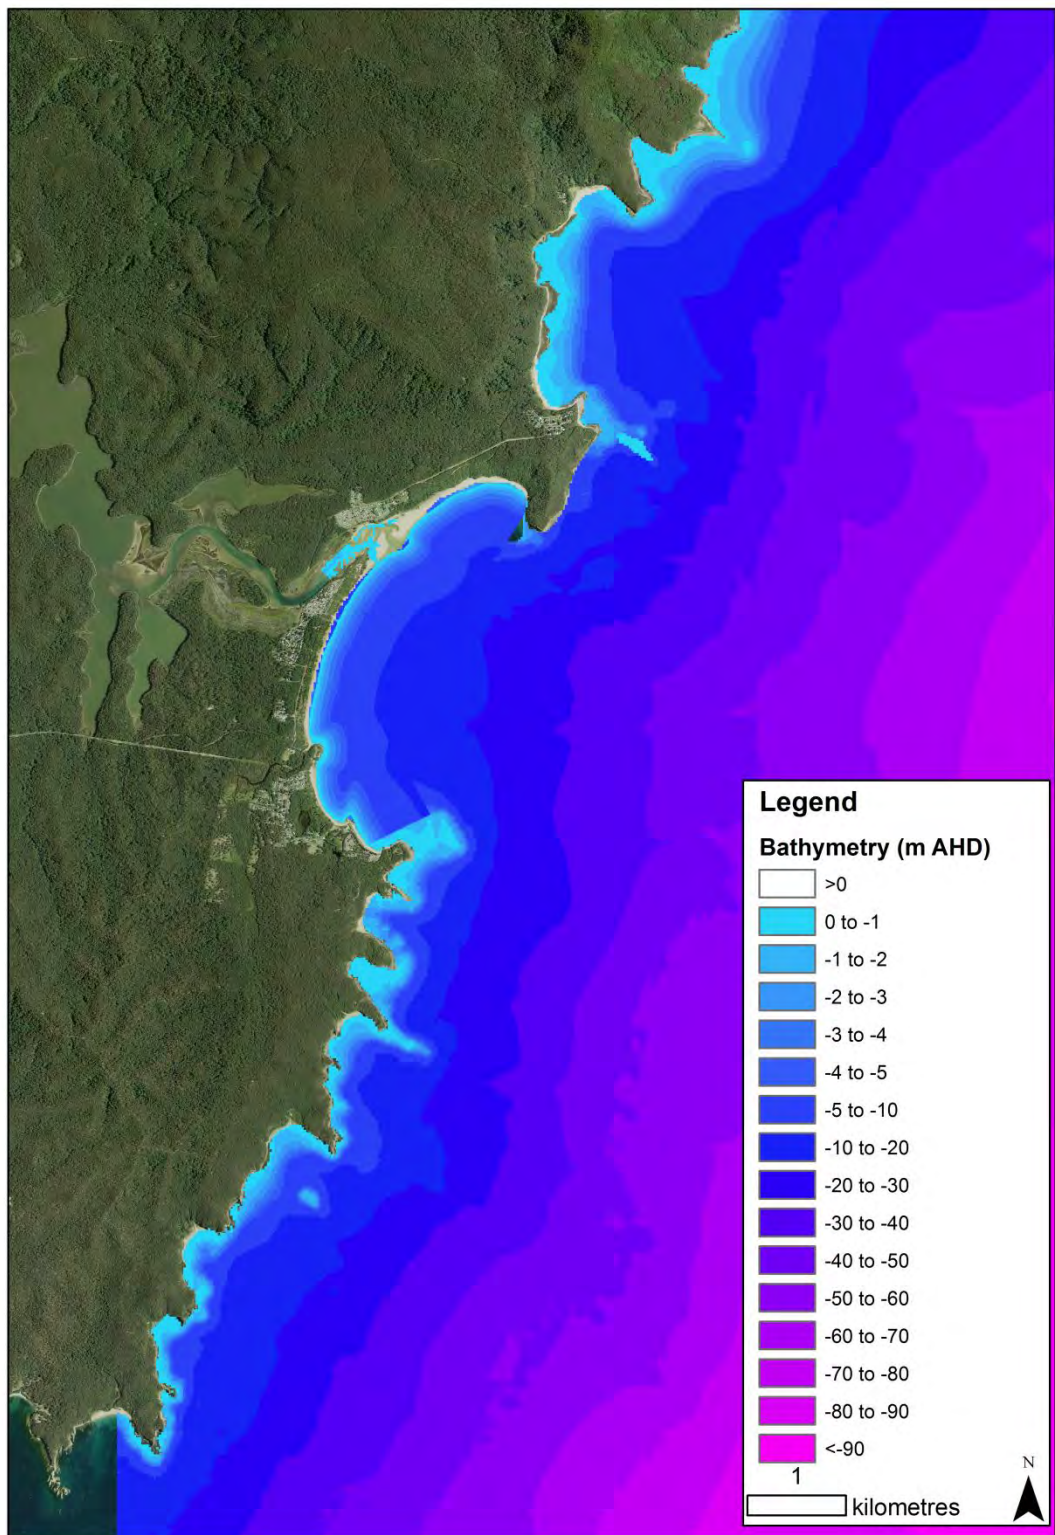 Legend
Bathymetry (m AHD)
>0
0 to -1
-1 to -2
-2 to -3
-3 to -4
-4 to -5
-5 to -10
-10 to -20
-20 to -30
-30 to -40
-40 to -50
-50 to -60
-60 to -70
-70 to -80
-80 to -90
<-90
1
kilometres
N